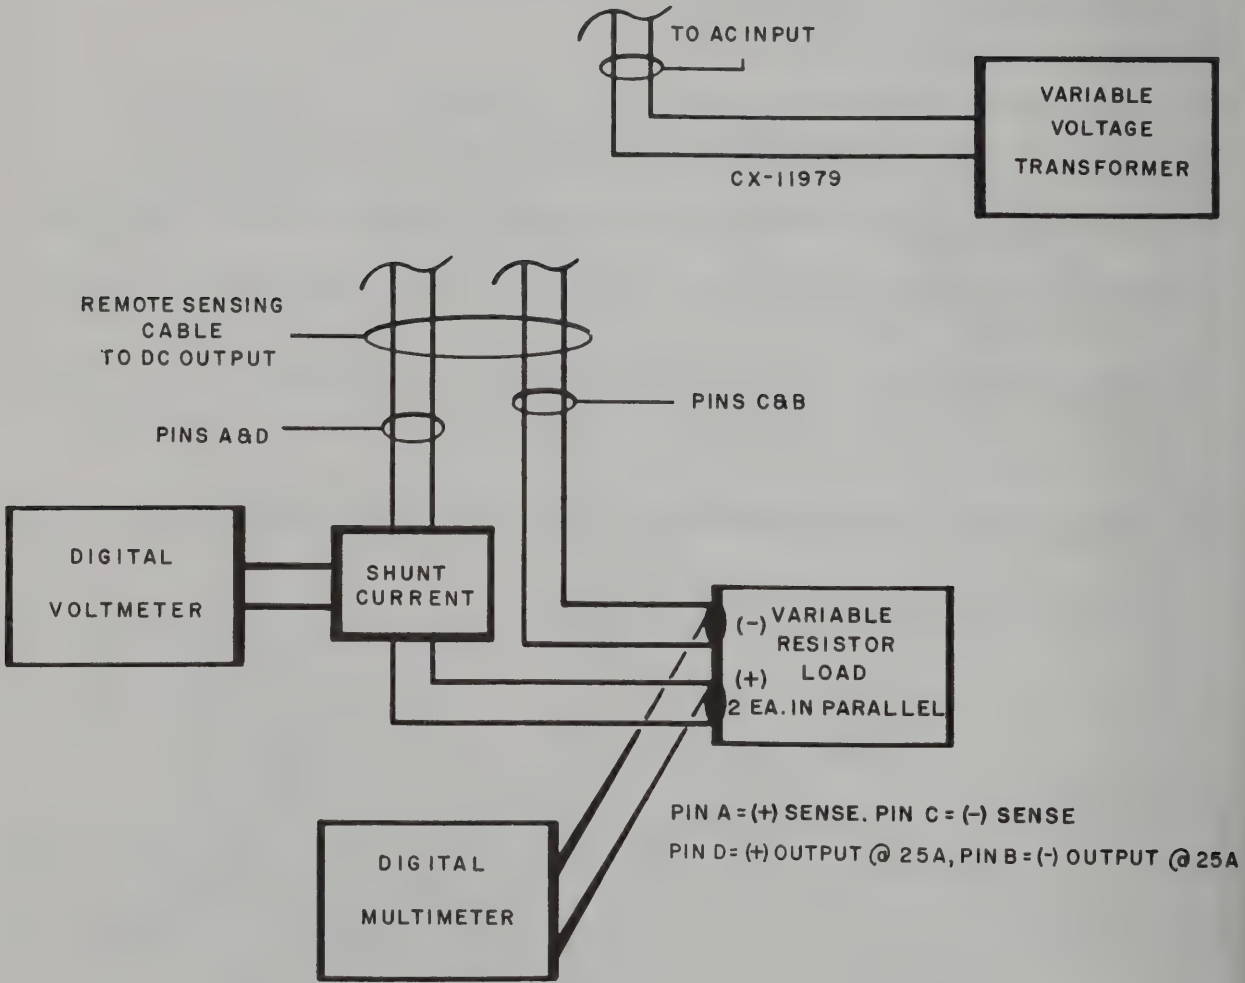 TO AC INPUT
VARIABLE
VOLTAGE
TRANSFORMER
CX-11979
REMOTE SENSING
CABLE
TO DC OUTPUT
PINS C&B
PINS A&D
DIGITAL
VOLTMETER
SHUNT
CURRENT
(-) VARIABLE
RESISTOR
LOAD
(+)
2 EA. IN PARALLEL
PIN A = (+) SENSE. PIN C = (-) SENSE
PIN D = (+) OUTPUT @ 25A, PIN B = (-) OUTPUT @ 25A
DIGITAL
MULTIMETER